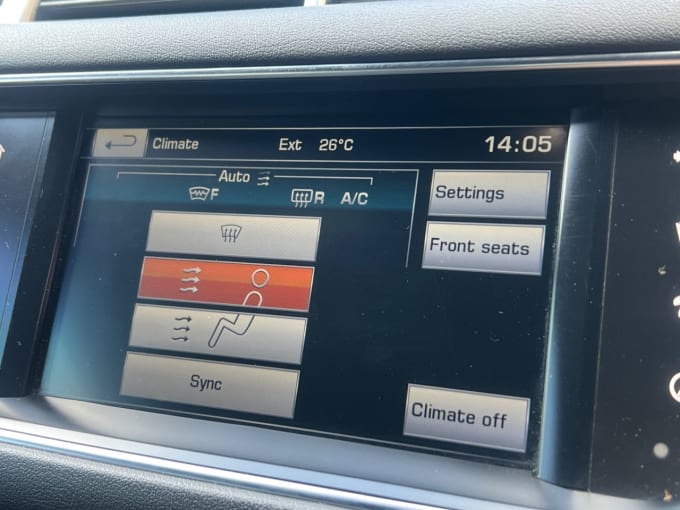 Climate Ext 26°C 14:05
Auto
F R A/C
Settings
Front seats
Sync
Climate off